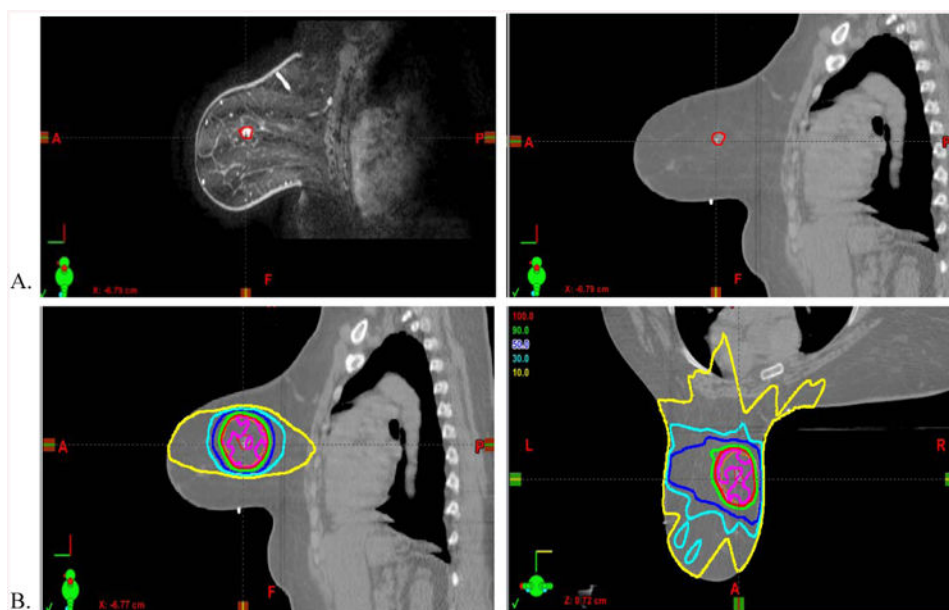 A P A P
F F
X: -6.79 cm X: -6.79 cm
A.
100.0
90.0
50.0
30.0
10.0
A P L R
F A
X: -6.77 cm Z: 0.72 cm
B.